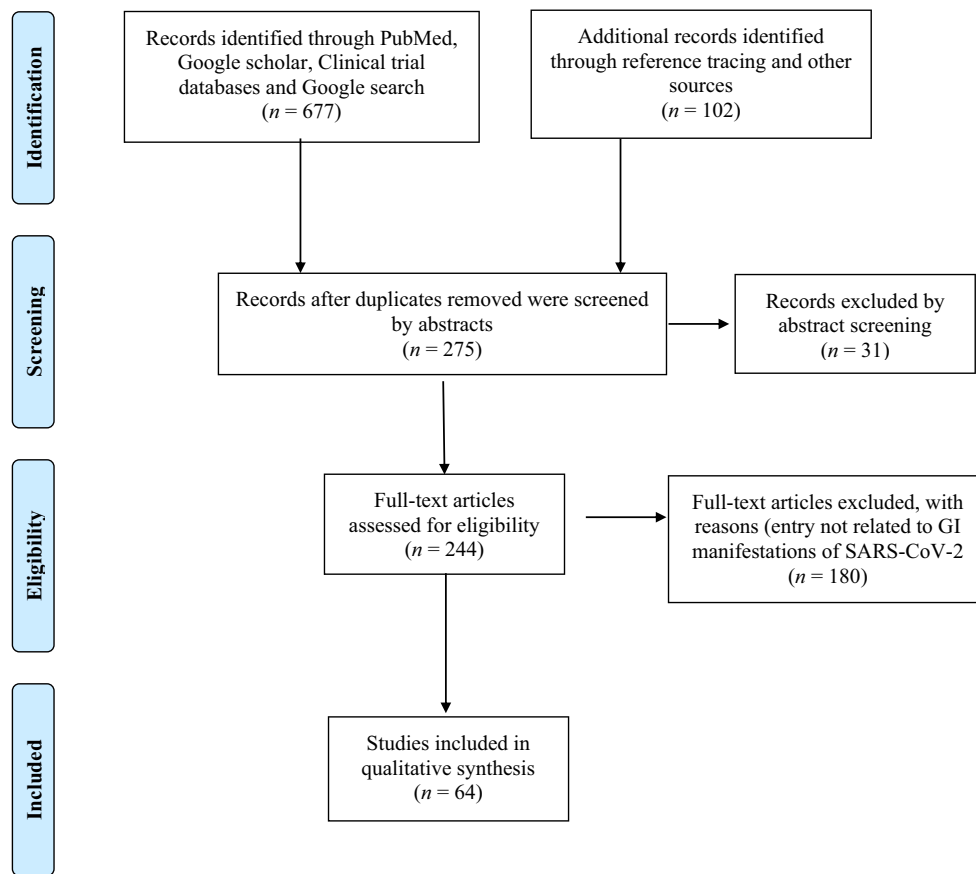 Identification
Records identified through PubMed,
Google scholar, Clinical trial
databases and Google search
(n = 677)
Additional records identified
through reference tracing and other
sources
(n = 102)
Screening
Records after duplicates removed were screened
by abstracts
(n = 275)
Records excluded by
abstract screening
(n = 31)
Eligibility
Full-text articles
assessed for eligibility
(n = 244)
Full-text articles excluded, with
reasons (entry not related to GI
manifestations of SARS-CoV-2
(n = 180)
Included
Studies included in
qualitative synthesis
(n = 64)